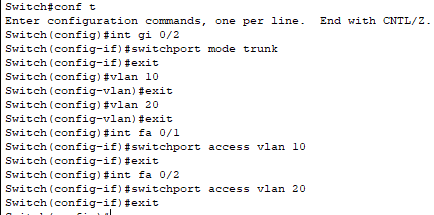 Switch#conf t
Enter configuration commands, one per line.  End with CNTL/Z.
Switch(config)#int gi 0/2
Switch(config-if)#switchport mode trunk
Switch(config-if)#exit
Switch(config)#vlan 10
Switch(config-vlan)#exit
Switch(config)#vlan 20
Switch(config-vlan)#exit
Switch(config)#int fa 0/1
Switch(config-if)#switchport access vlan 10
Switch(config-if)#exit
Switch(config)#int fa 0/2
Switch(config-if)#switchport access vlan 20
Switch(config-if)#exit